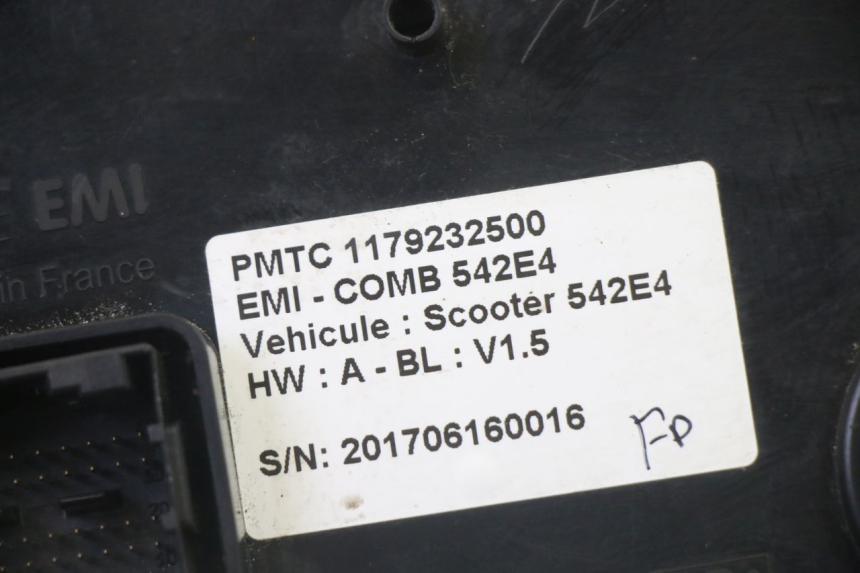 EMI
in France
PMTC 1179232500
EMI - COMB 542E4
Vehicule : Scooter 542E4
HW : A - BL : V1.5
S/N: 201706160016
FD